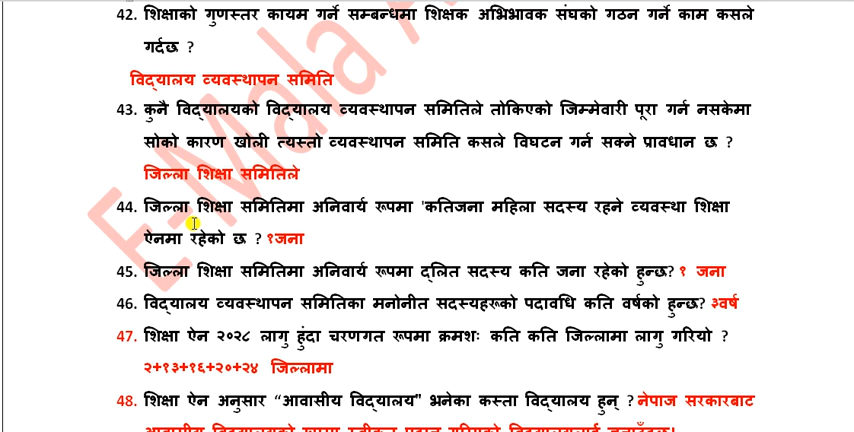 42. शिक्षाको गुणस्तर कायम गर्ने सम्बन्धमा शिक्षक अभिभावक संघको गठन गर्ने काम कसले
गर्दछ ?
विद्यालय व्यवस्थापन समिति
43. कुनै विद्यालयको विद्यालय व्यवस्थापन समितिले तोकिएको जिम्मेवारी पूरा गर्न नसकेमा
सोको कारण खोली त्यस्तो व्यवस्थापन समिति कसले विघटन गर्न सक्ने प्रावधान छ ?
जिल्ला शिक्षा समितिले
44. जिल्ला शिक्षा समितिमा अनिवार्य रूपमा 'कतिजना महिला सदस्य रहने व्यवस्था शिक्षा
ऐनमा रहेको छ ? १जना
45. जिल्ला शिक्षा समितिमा अनिवार्य रूपमा द्लित सदस्य कति जना रहेको हुन्छ? १ जना
46. विद्यालय व्यवस्थापन समितिका मनोनीत सदस्यहरूको पदावधि कति वर्षको हुन्छ? ३वर्ष
47. शिक्षा ऐन २०२८ लागु हुंदा चरणगत रूपमा क्रमशः कति कति जिल्लामा लागु गरियो ?
२+१३+१६+२०+२४ जिल्लामा
48. शिक्षा ऐन अनुसार “आवासीय विद्यालय" भनेका कस्ता विद्यालय हुन् ? नेपाज सरकारबाट
E-Mala